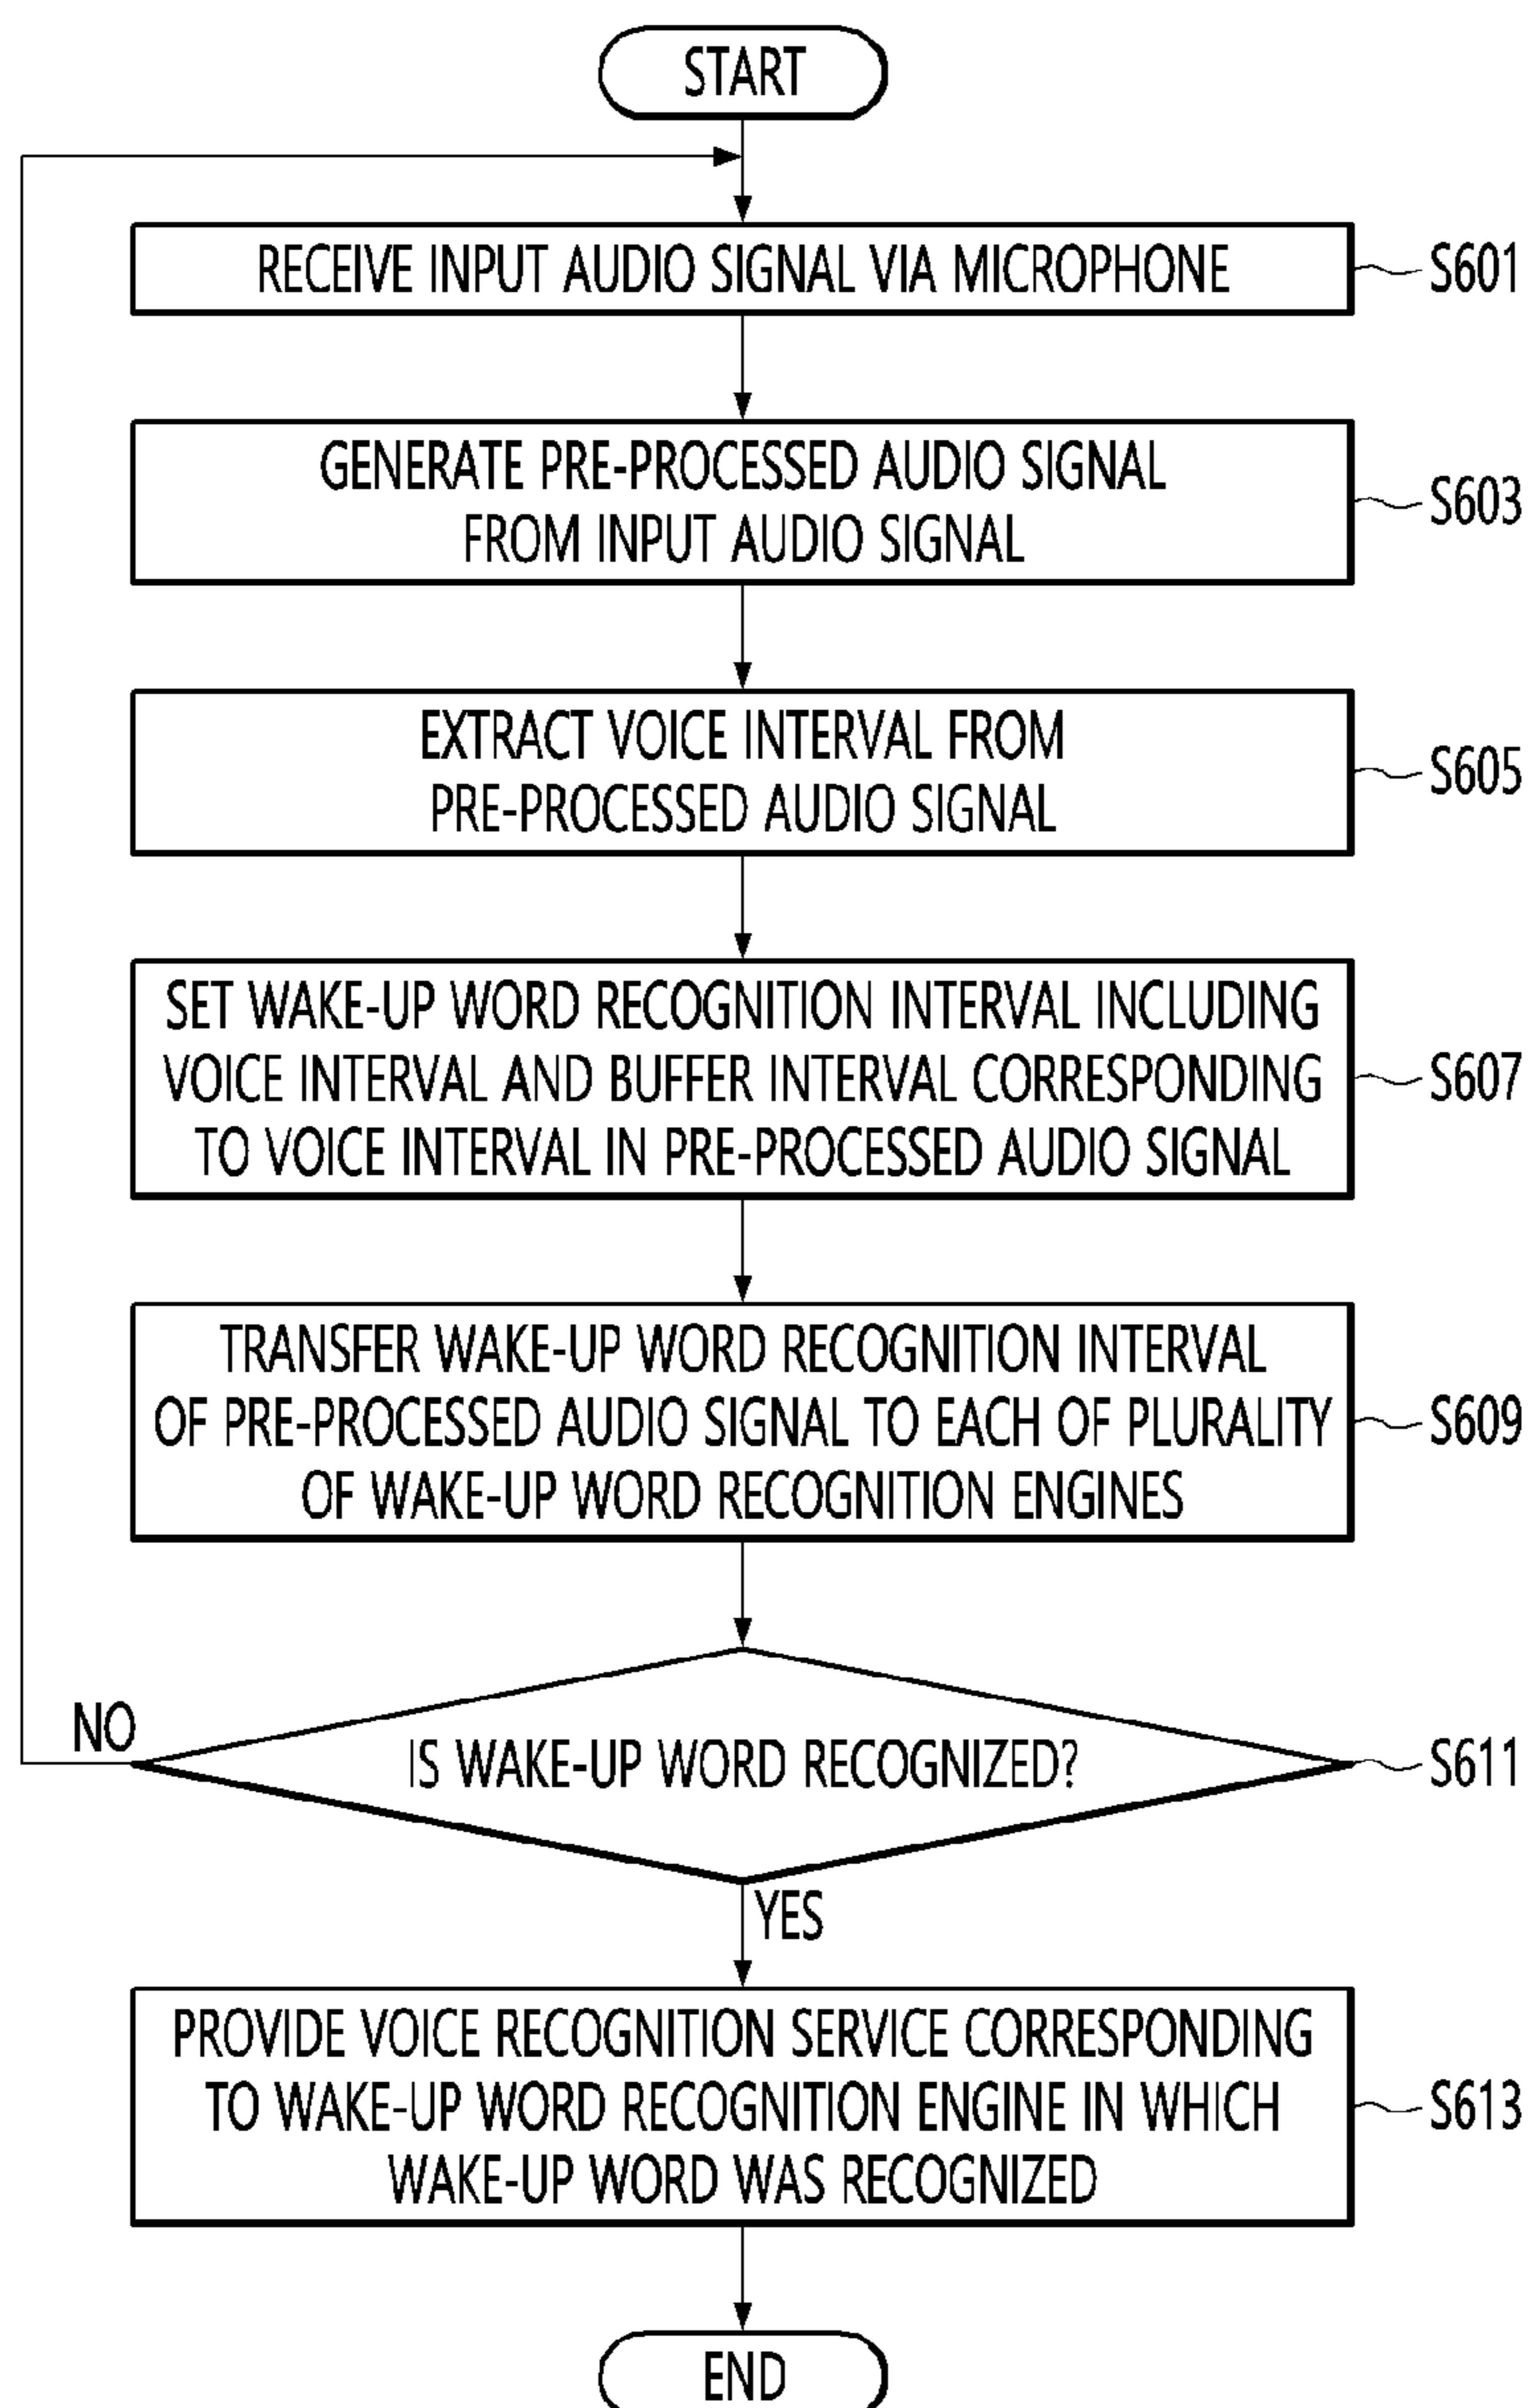 START
RECEIVE INPUT AUDIO SIGNAL VIA MICROPHONE
S601
GENERATE PRE-PROCESSED AUDIO SIGNAL
FROM INPUT AUDIO SIGNAL
S603
EXTRACT VOICE INTERVAL FROM
PRE-PROCESSED AUDIO SIGNAL
S605
SET WAKE-UP WORD RECOGNITION INTERVAL INCLUDING
VOICE INTERVAL AND BUFFER INTERVAL CORRESPONDING
TO VOICE INTERVAL IN PRE-PROCESSED AUDIO SIGNAL
S607
TRANSFER WAKE-UP WORD RECOGNITION INTERVAL
OF PRE-PROCESSED AUDIO SIGNAL TO EACH OF PLURALITY
OF WAKE-UP WORD RECOGNITION ENGINES
S609
NO
IS WAKE-UP WORD RECOGNIZED?
S611
YES
PROVIDE VOICE RECOGNITION SERVICE CORRESPONDING
TO WAKE-UP WORD RECOGNITION ENGINE IN WHICH
WAKE-UP WORD WAS RECOGNIZED
S613
END